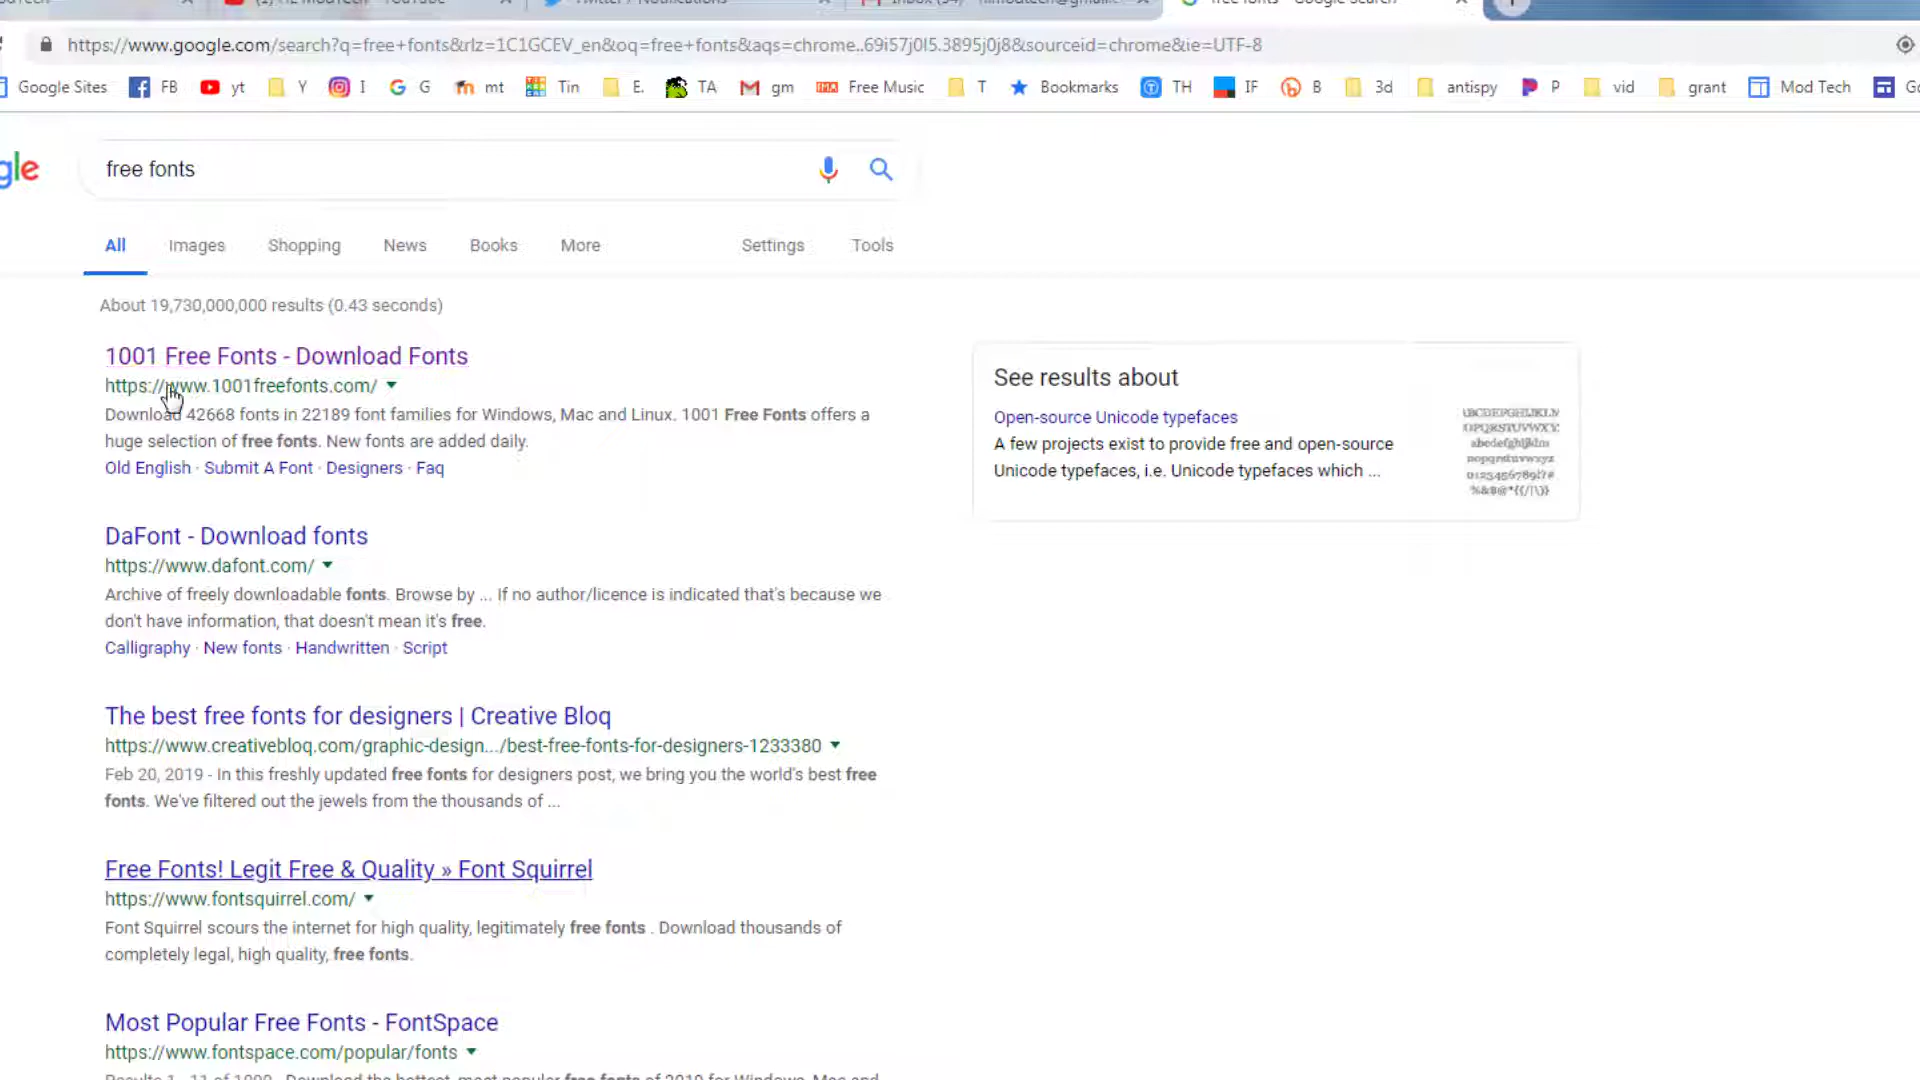 https://www.google.com/search?q=free+fonts&rlz=1C1GCEV_en&oq=free+fonts&aqs=chrome..69i57j0l5.3895j0j8&sourceid=chrome&ie=UTF-8
Google Sites FB yt Y I G mt Tin E. TA gm Free Music T Bookmarks TH IF B 3d antispy P vid grant Mod Tech
gle free fonts
All Images Shopping News Books More Settings Tools
About 19,730,000,000 results (0.43 seconds)
1001 Free Fonts - Download Fonts
https://www.1001freefonts.com/
Download 42668 fonts in 22189 font families for Windows, Mac and Linux. 1001 Free Fonts offers a
huge selection of free fonts. New fonts are added daily.
Old English · Submit A Font · Designers · Faq
DaFont - Download fonts
https://www.dafont.com/
Archive of freely downloadable fonts. Browse by ... If no author/licence is indicated that's because we
don't have information, that doesn't mean it's free.
Calligraphy · New fonts · Handwritten · Script
The best free fonts for designers | Creative Bloq
https://www.creativebloq.com/graphic-design.../best-free-fonts-for-designers-1233380
Feb 20, 2019 - In this freshly updated free fonts for designers post, we bring you the world's best free
fonts. We've filtered out the jewels from the thousands of ...
Free Fonts! Legit Free & Quality » Font Squirrel
https://www.fontsquirrel.com/
Font Squirrel scours the internet for high quality, legitimately free fonts . Download thousands of
completely legal, high quality, free fonts.
Most Popular Free Fonts - FontSpace
https://www.fontspace.com/popular/fonts
See results about
Open-source Unicode typefaces
A few projects exist to provide free and open-source
Unicode typefaces, i.e. Unicode typefaces which ...